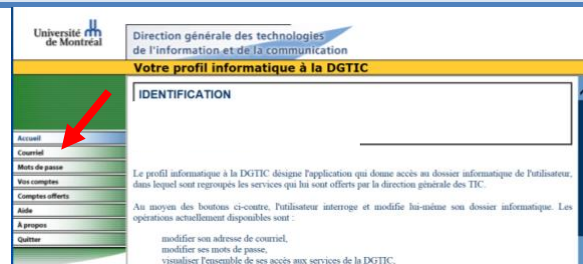 Université
de Montréal
Direction générale des technologies
de l'information et de la communication
Votre profil informatique à la DGTIC
IDENTIFICATION
Accueil
Courriel
Mots de passe
Vos comptes
Comptes offerts
Aide
À propos
Quitter
Le profil informatique à la DGTIC désigne l'application qui donne accès au dossier informatique de l'utilisateur,
dans lequel sont regroupés les services qui lui sont offerts par la direction générale des TIC.
Au moyen des boutons ci-contre, l'utilisateur interroge et modifie lui-même son dossier informatique. Les
opérations actuellement disponibles sont :
modifier son adresse de courriel,
modifier ses mots de passe,
visualiser l'ensemble de ses accès aux services de la DGTIC,